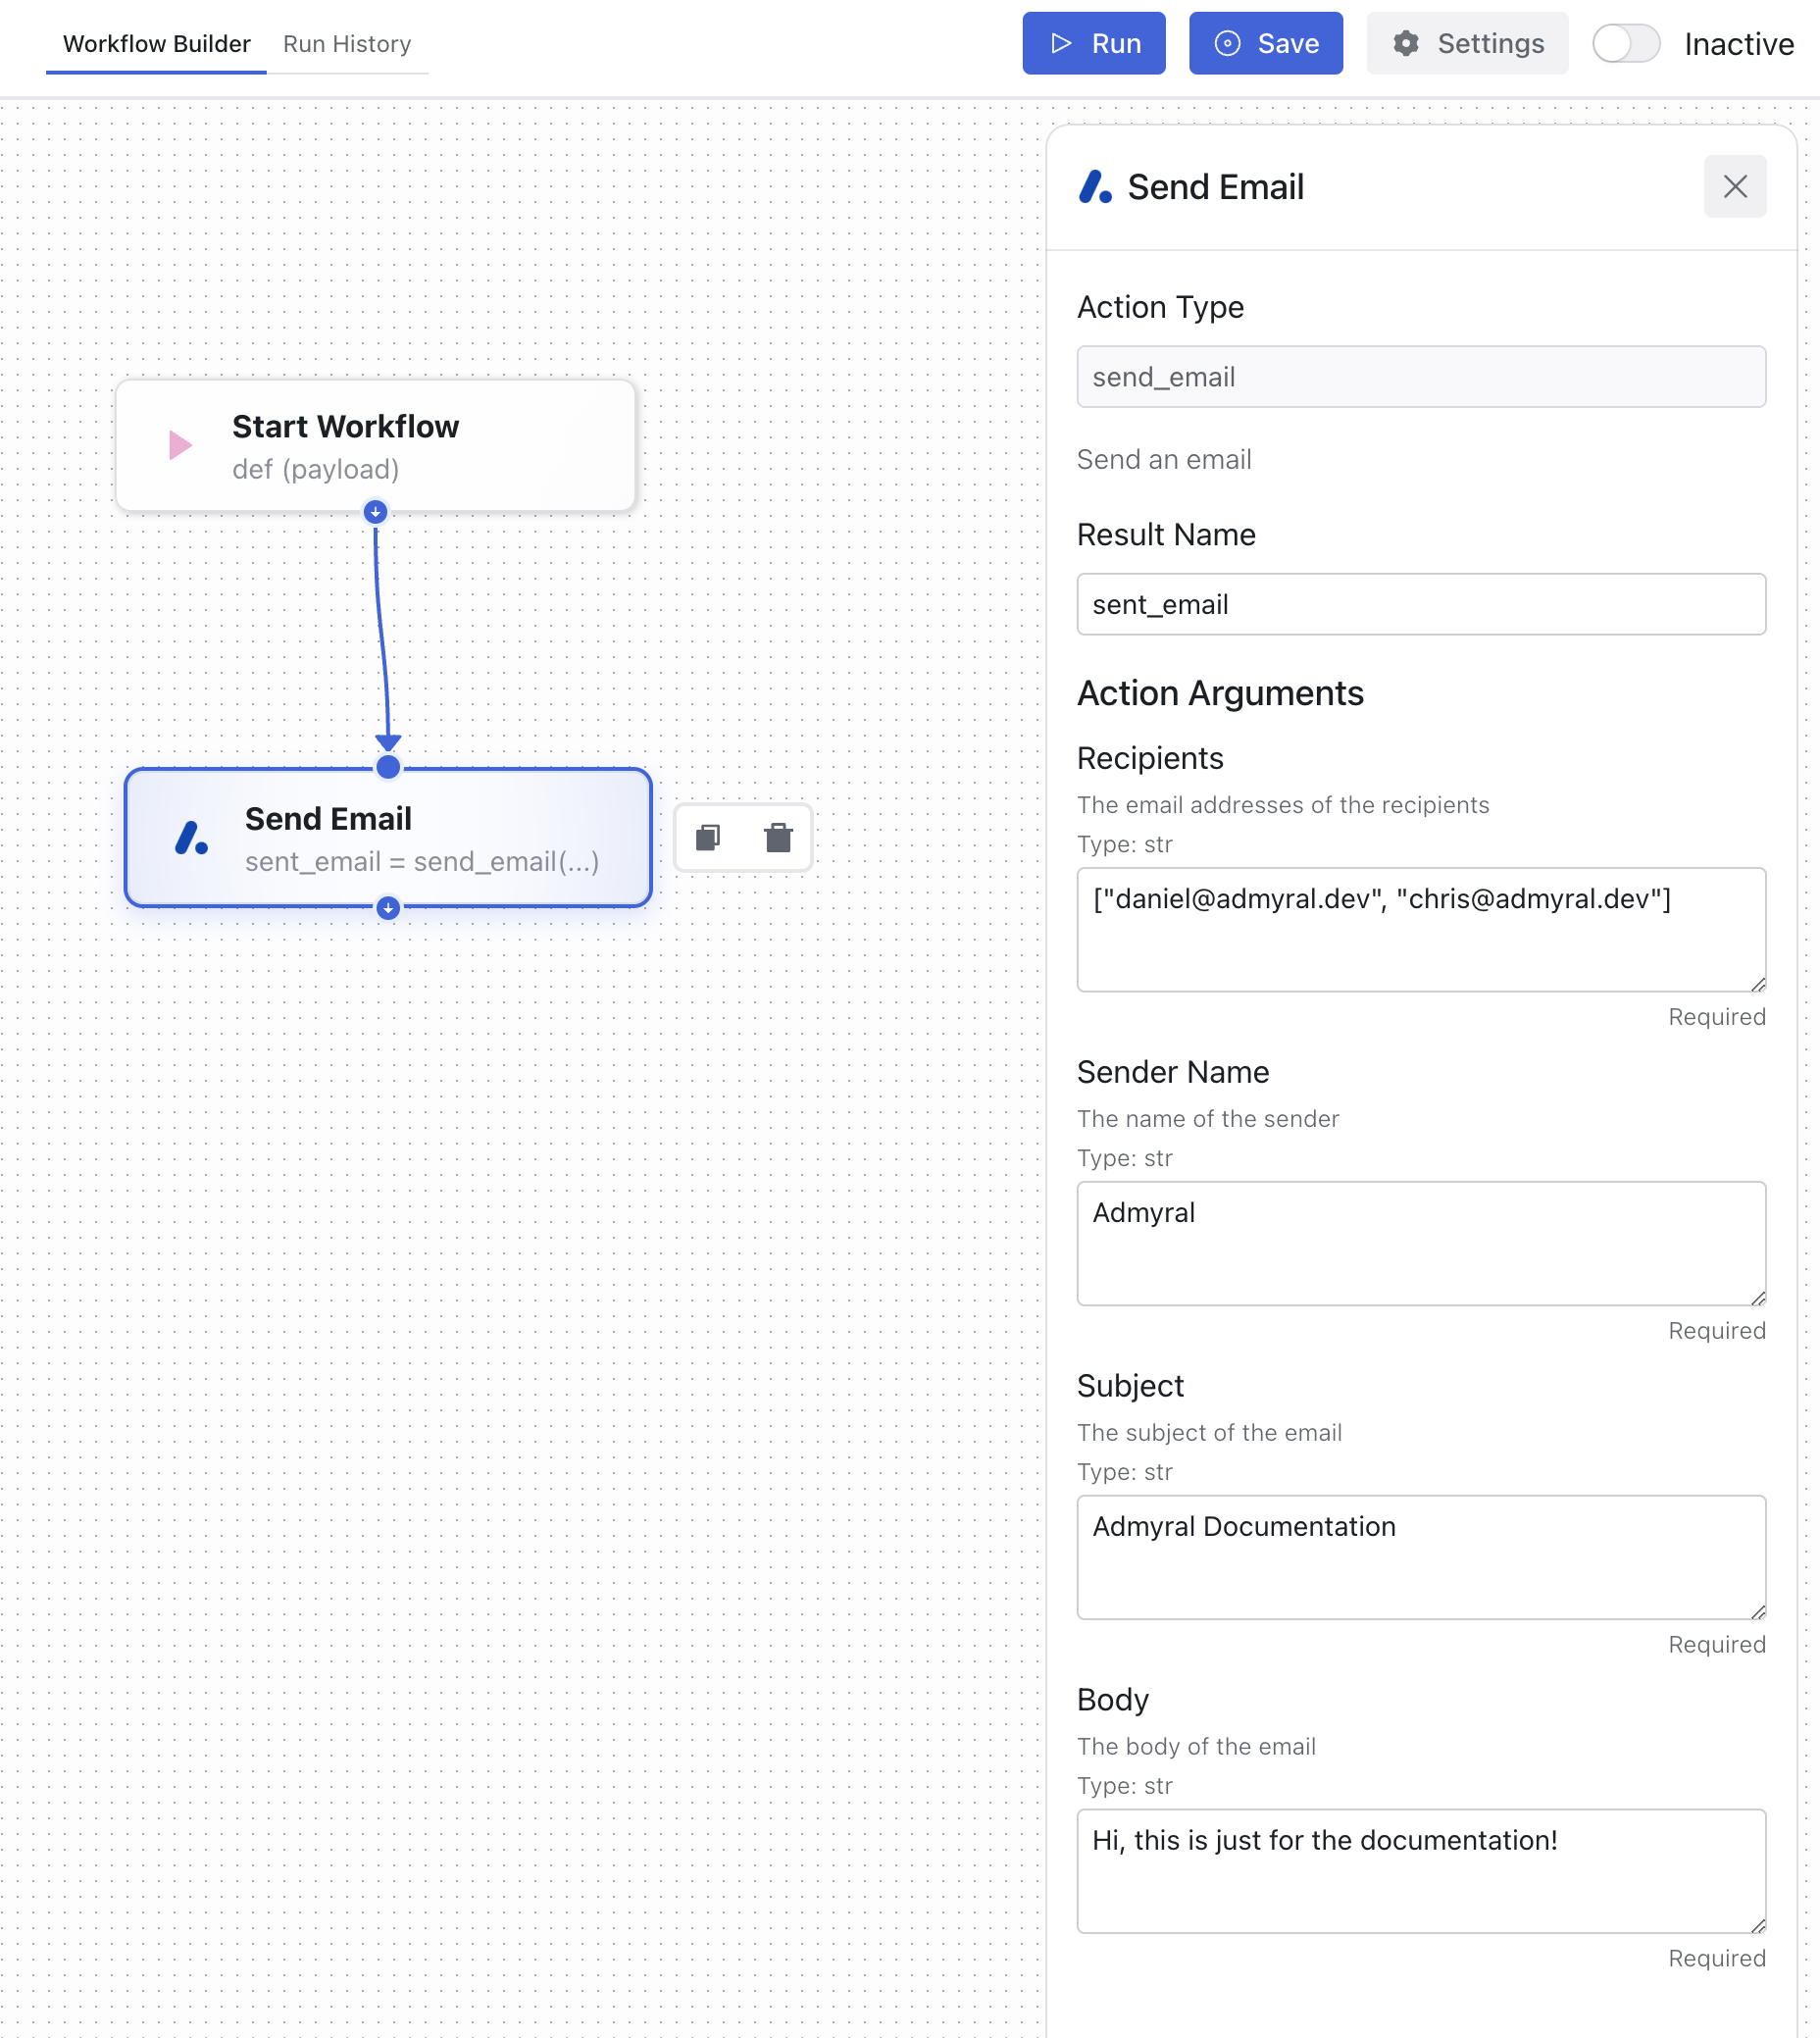 Workflow Builder
Run History
Run
Save
Settings
Inactive
Start Workflow
def (payload)
Send Email
sent_email = send_email(...)
Send Email
Action Type
send_email
Send an email
Result Name
sent_email
Action Arguments
Recipients
The email addresses of the recipients
Type: str
["daniel@admyral.dev", "chris@admyral.dev"]
Required
Sender Name
The name of the sender
Type: str
Admyral
Required
Subject
The subject of the email
Type: str
Admyral Documentation
Required
Body
The body of the email
Type: str
Hi, this is just for the documentation!
Required